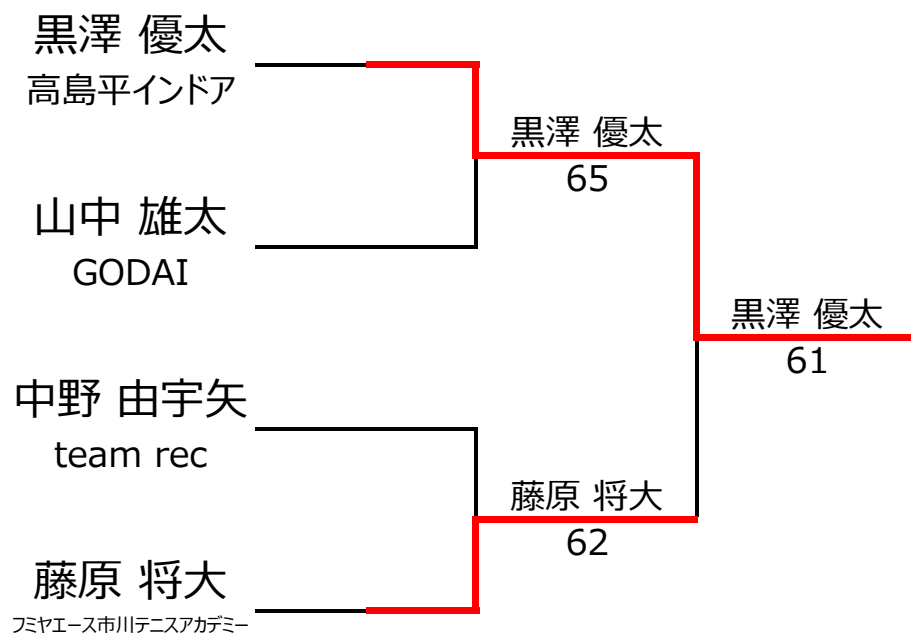 黒澤 優太
高島平インドア
黒澤 優太
65
山中 雄太
GODAI
黒澤 優太
61
中野 由宇矢
team rec
藤原 将大
62
藤原 将大
フミヤエース市川テニスアカデミー